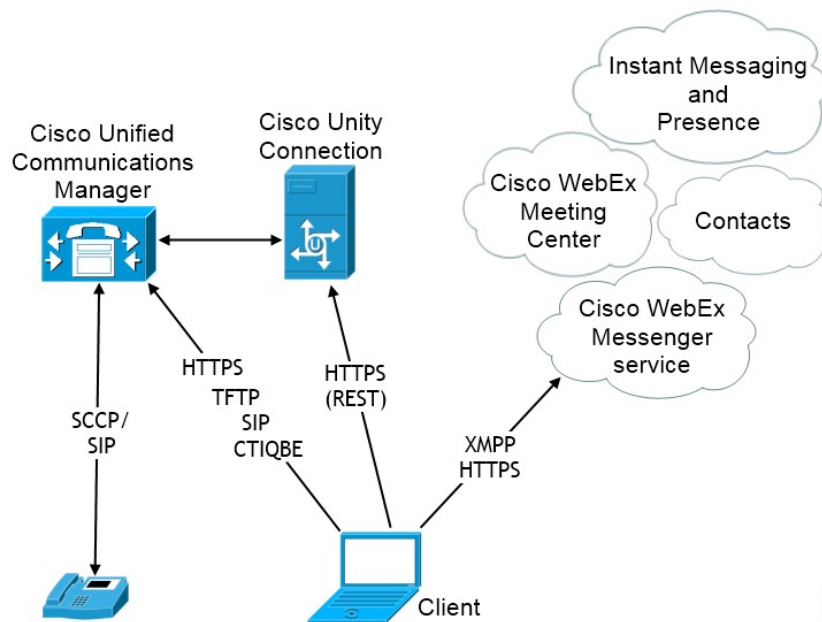 Instant Messaging
and
Presence
Cisco Unified
Communications
Manager
Cisco Unity
Connection
Cisco WebEx
Meeting
Center
Contacts
Cisco WebEx
Messenger
service
U
HTTPS
TFTP
SIP
CTIQBE
HTTPS
(REST)
SCCP/
SIP
XMPP
HTTPS
Client